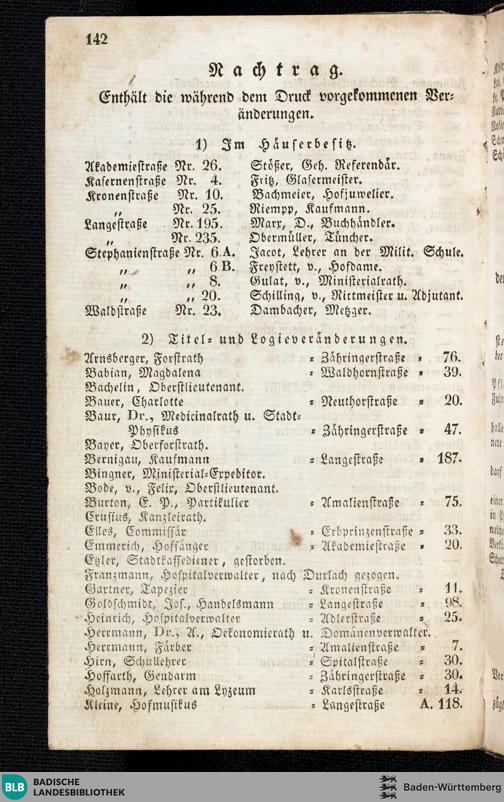 142
Nachtrag.
Enthält die während dem Druck vorgekommenen Ver=
änderungen.
1) Im Häuserbesitz.
Akademiestraße Nr. 26. Stößer, Geh. Referendär.
Kasernenstraße Nr. 4. Fritz, Glasermeister.
Kronenstraße Nr. 10. Bachmeier, Hofjuwelier.
„ Nr. 25. Riempp, Kaufmann.
Langestraße Nr. 195. Marx, D., Buchhändler.
„ Nr. 235. Obermüller, Tüncher.
Stephanienstraße Nr. 6 A. Jacot, Lehrer an der Milit. Schule.
„ „ 6 B. Freystett, v., Hofdame.
„ „ 8. Gulat, v., Ministerialrath.
„ „ 20. Schilling, v., Rittmeister u. Adjutant.
Waldstraße Nr. 23. Dambacher, Metzger.
2) Titel= und Logieveränderungen.
Arnsberger, Forstrath = Zähringerstraße = 76.
Babian, Magdalena = Waldhornstraße = 39.
Bachelin, Oberstlieutenant.
Bauer, Charlotte = Neuthorstraße = 20.
Baur, Dr., Medicinalrath u. Stadt=
Physikus = Zähringerstraße = 47.
Bayer, Oberforstrath.
Bernigau, Kaufmann = Langestraße = 187.
Bingner, Ministerial=Expeditor.
Bode, v., Felix, Oberstlieutenant.
Burton, E. P., Partikulier = Amalienstraße = 75.
Crusius, Kanzleirath.
Elles, Commissär = Erbprinzenstraße = 33.
Emmerich, Hofsänger = Akademiestraße = 20.
Etzler, Stadtkassediener, gestorben.
Franzmann, Hospitalverwalter, nach Durlach gezogen.
Gartner, Tapezier = Kronenstraße = 11.
Goldschmidt, Jos., Handelsmann = Langestraße = 98.
Heinrich, Hospitalverwalter = Adlerstraße = 25.
Herrmann, Dr., A., Oekonomierath u. Domänenverwalter.
Herrmann, Färber = Amalienstraße = 7.
Hirn, Schullehrer = Spitalstraße = 30.
Hoffarth, Gendarm = Zähringerstraße = 30.
Holzmann, Lehrer am Lyzeum = Karlsstraße = 14.
Kleine, Hofmusikus = Langestraße A. 118.
BLB BADISCHE
LANDESBIBLIOTHEK
Baden-Württemberg